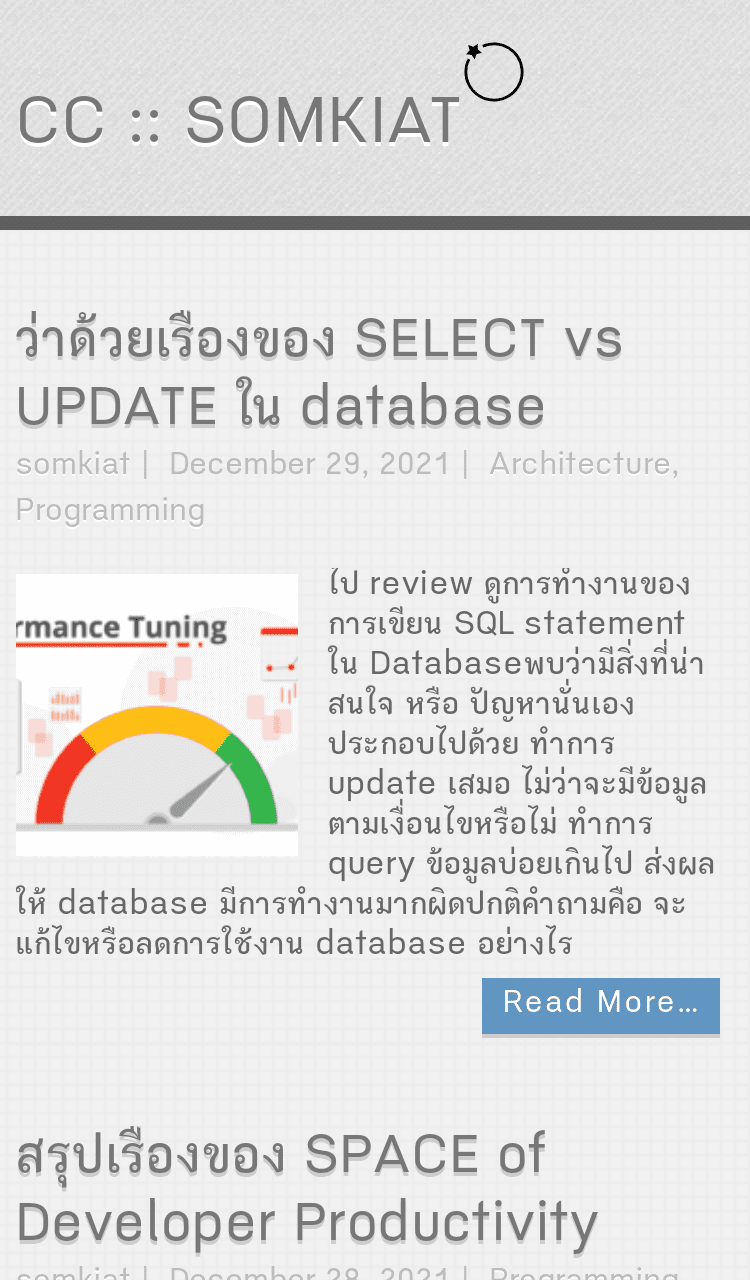 CC :: SOMKIAT
ว่าด้วยเรื่องของ SELECT vs
UPDATE ใน database
somkiat | December 29, 2021 | Architecture,
Programming
rmance Tuning
ไป review ดูการทำงานของ
การเขียน SQL statement
ใน Databaseพบว่ามีสิ่งที่น่า
สนใจ หรือ ปัญหานั่นเอง
ประกอบไปด้วย ทำการ
update เสมอ ไม่ว่าจะมีข้อมูล
ตามเงื่อนไขหรือไม่ ทำการ
query ข้อมูลบ่อยเกินไป ส่งผล
ให้ database มีการทำงานมากผิดปกติคำถามคือ จะ
แก้ไขหรือลดการใช้งาน database อย่างไร
Read More...
สรุปเรื่องของ SPACE of
Developer Productivity
somkiat | December 28, 2021 | Programming